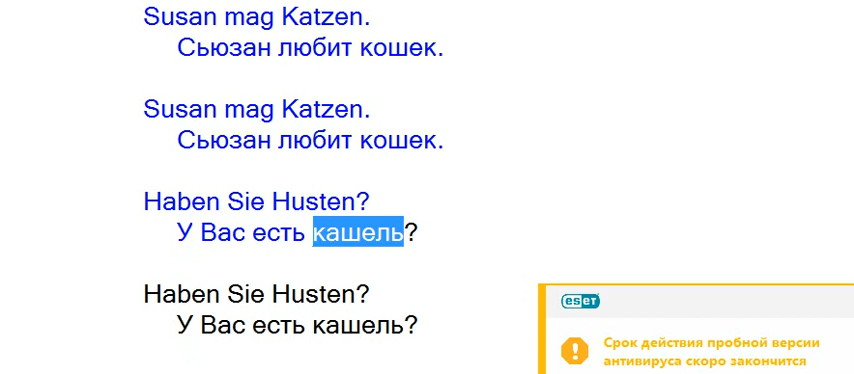 Susan mag Katzen.
Сьюзан любит кошек.
Susan mag Katzen.
Сьюзан любит кошек.
Haben Sie Husten?
У Вас есть кашель?
Haben Sie Husten?
У Вас есть кашель?
eseT
Срок действия пробной версии
антивируса скоро закончится